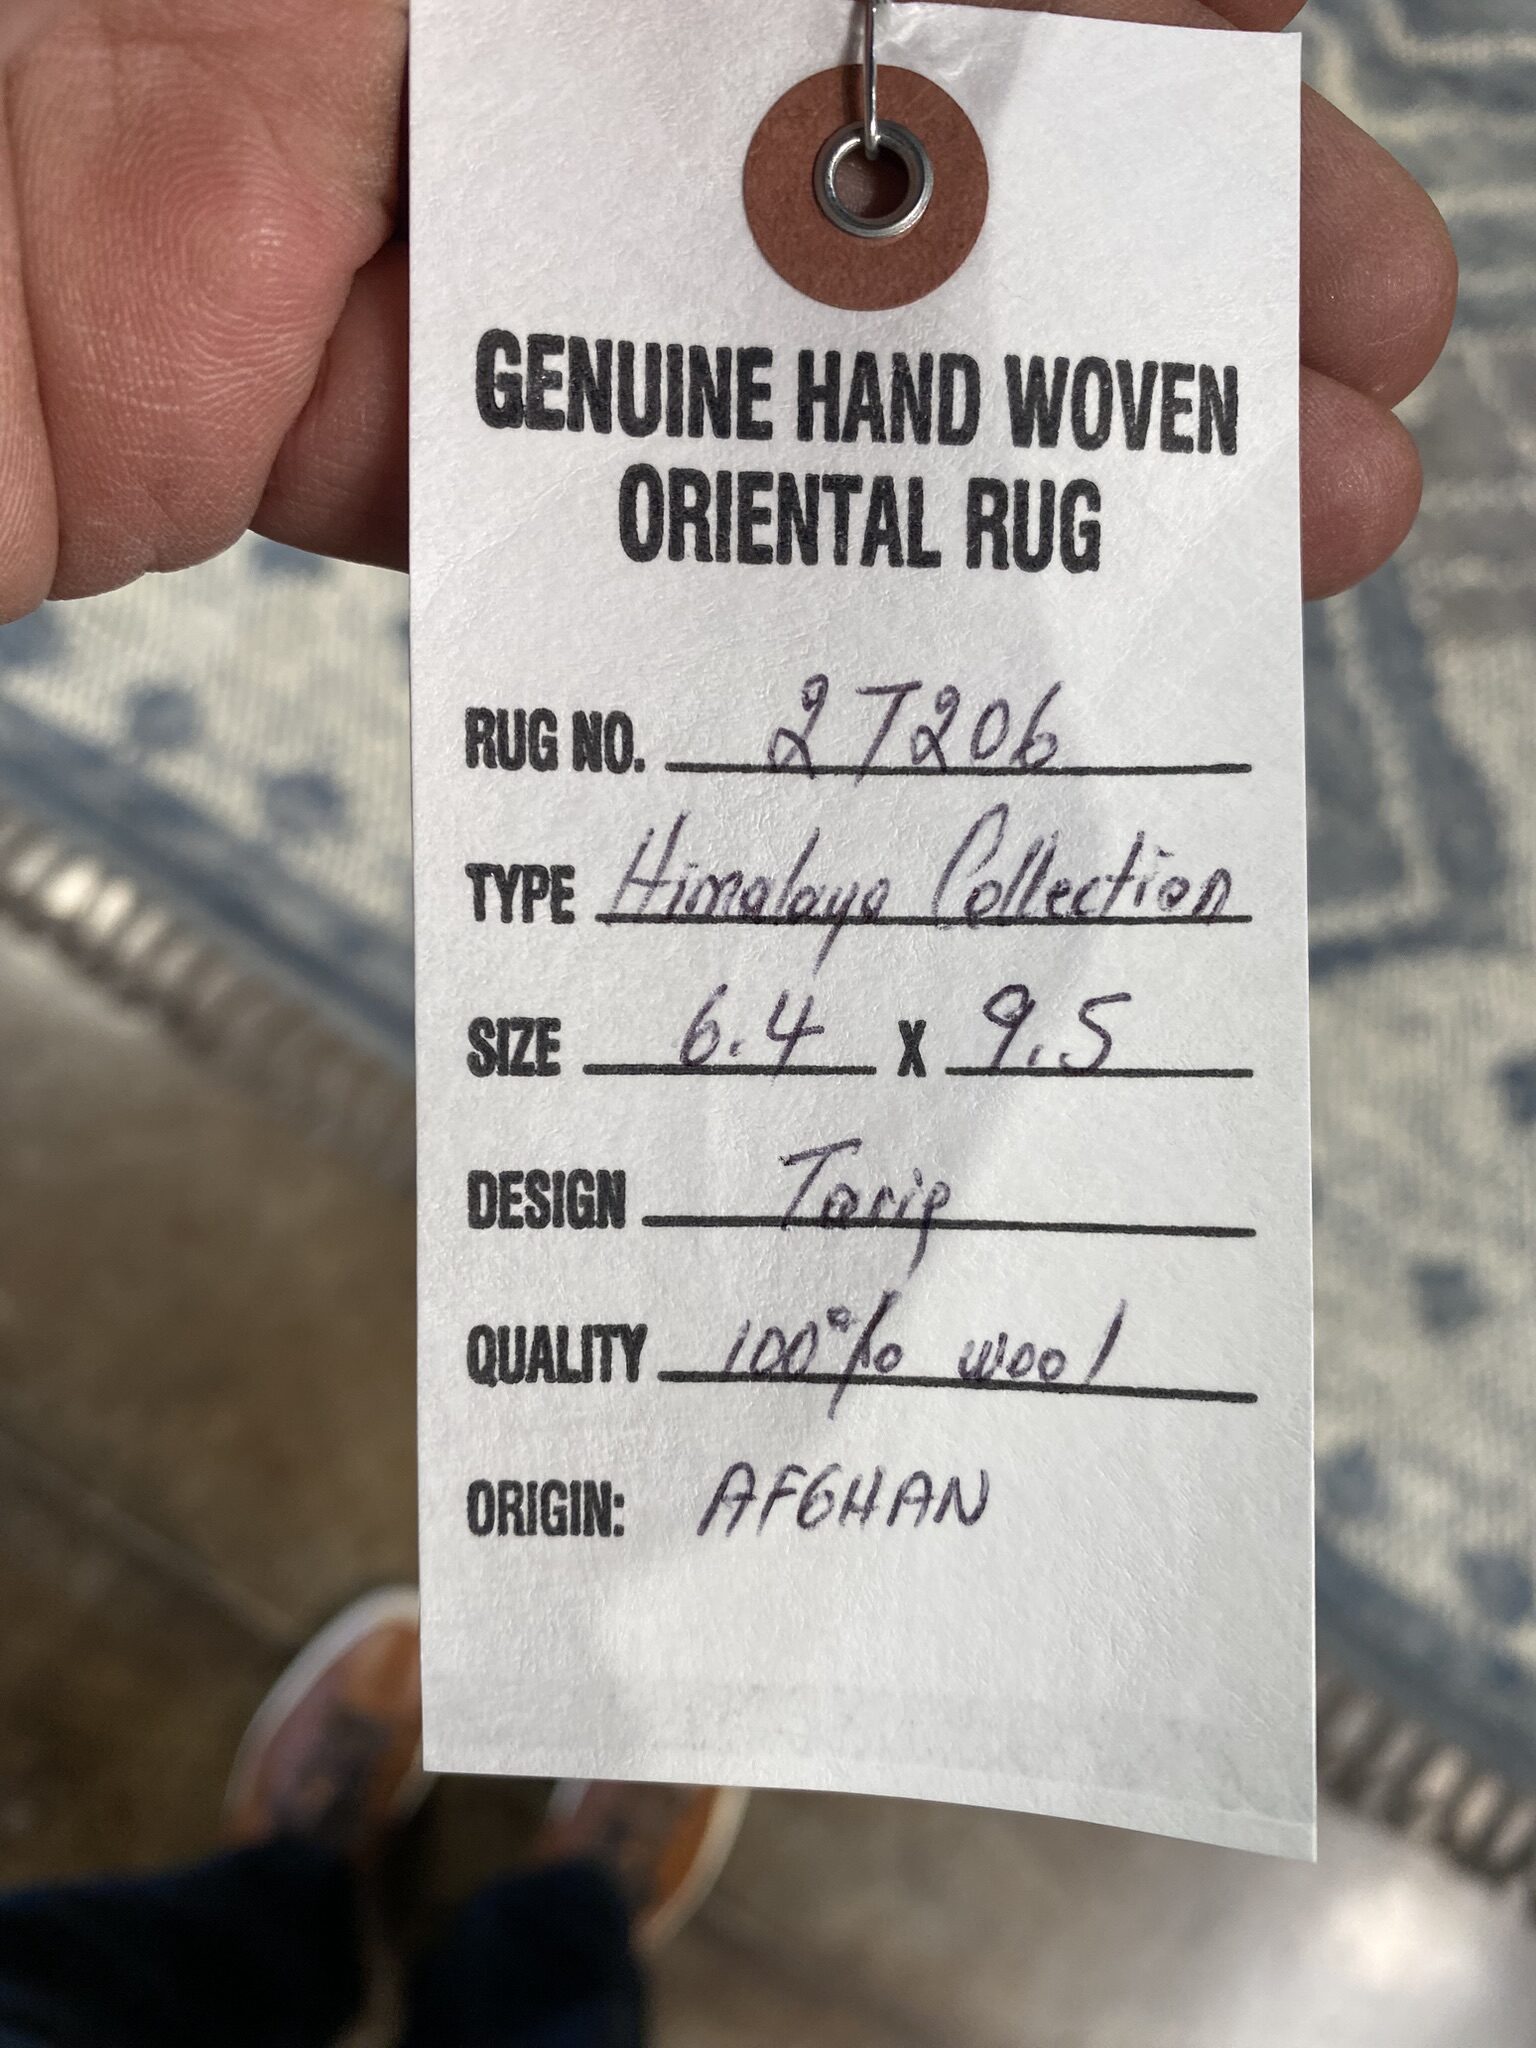 GENUINE HAND WOVEN
ORIENTAL RUG
RUG NO. 27206
TYPE Himalaya Collection
SIZE 6.4 X 9.5
DESIGN Tariq
QUALITY 100% wool
ORIGIN: AFGHAN